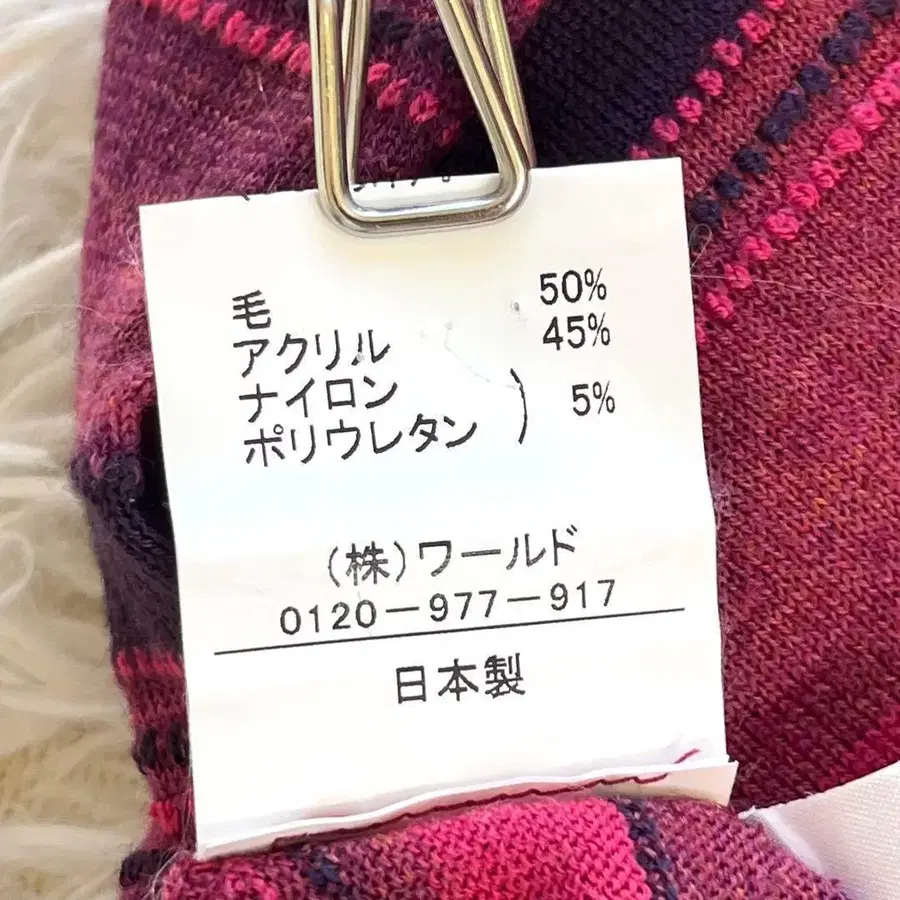 毛 50%
アクリル 45%
ナイロン
ポリウレタン ) 5%
(株)ワールド
0120-977-917
日本製